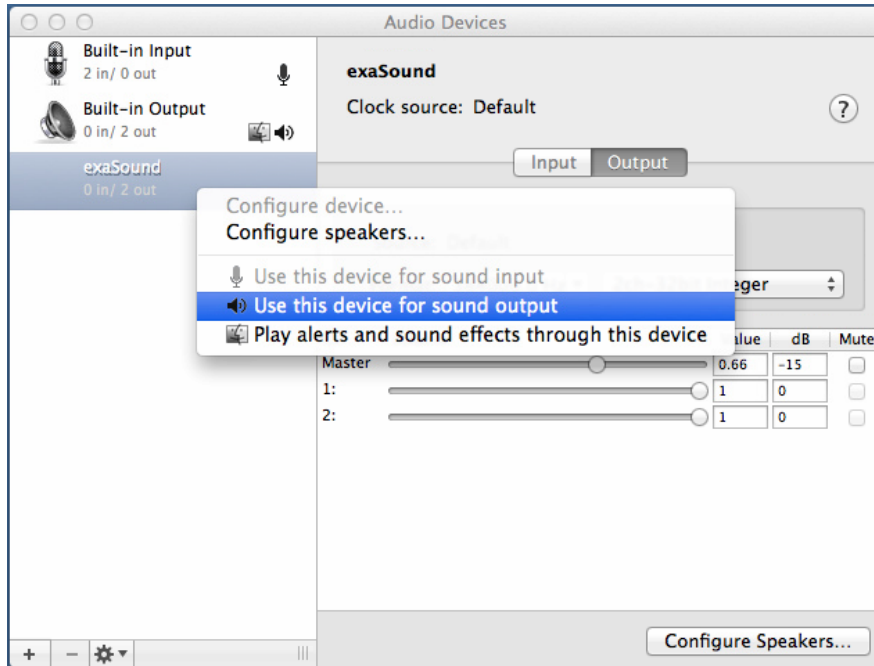 Audio Devices
Built-in Input
2 in/ 0 out
Built-in Output
0 in/ 2 out
exaSound
0 in/ 2 out
exaSound
Clock source: Default
?
Input Output
Configure device...
Configure speakers...
Use this device for sound input
Use this device for sound output
Play alerts and sound effects through this device
dB Mute
Master 0.66 -15
1: 1 0
2: 1 0
+ -
Configure Speakers...